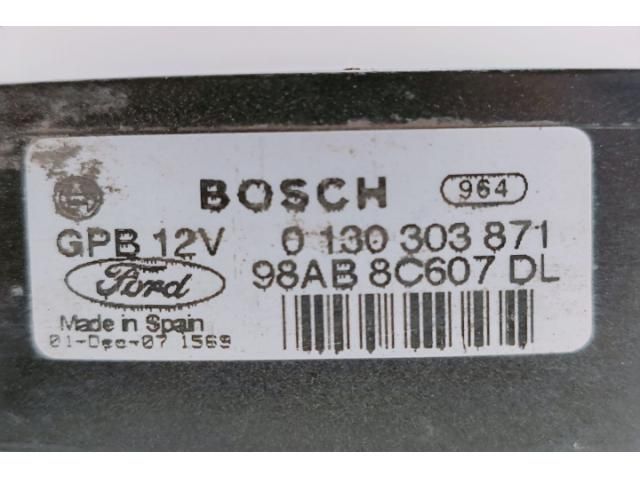 BOSCH 964
GPB 12V 0 130 303 871
Ford 98AB 8C607 DL
Made in Spain
01-Dec-07 1569